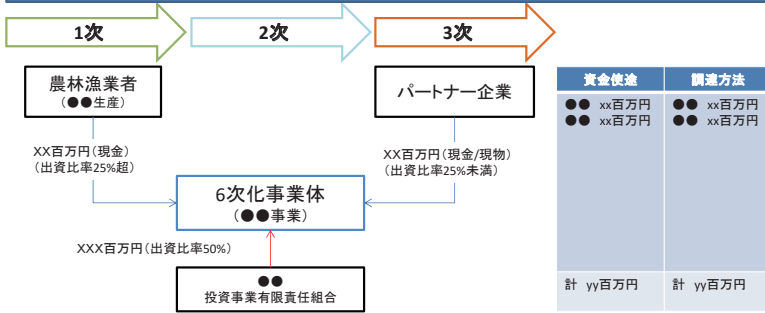 1次
2次
3次
農林漁業者
(●●生産)
パートナー企業
XX百万円(現金)
(出資比率25%超)
XX百万円(現金/現物)
(出資比率25%未満)
6次化事業体
(●●事業)
XXX百万円(出資比率50%)
●●
投資事業有限責任組合
資金使途 調達方法
●● xx百万円 ●● xx百万円
●● xx百万円 ●● xx百万円
計 yy百万円 計 yy百万円